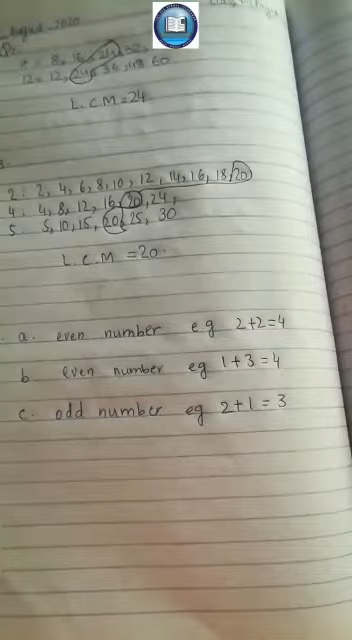 2020
8, 16, 24, 32,
12 = 12, 24, 36, 48 60
L.C.M = 24
2: 2, 4, 6, 8, 10, 12, 14, 16, 18, 20
4: 4, 8, 12, 16, 20, 24,
5. 5, 10, 15, 20, 25, 30
L.C.M = 20.
a. even number eg 2+2=4
b even number eg 1+3=4
c. odd number eg 2+1=3